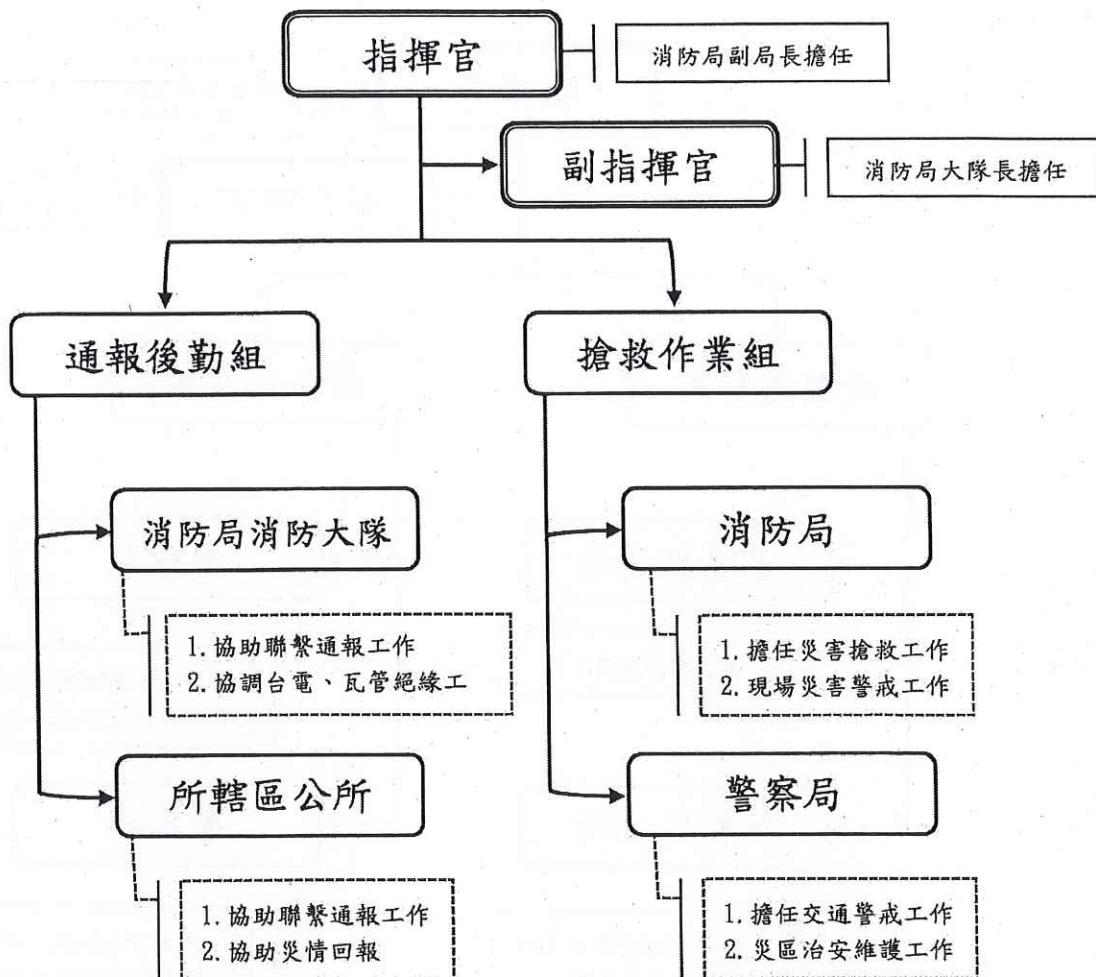 指揮官
消防局副局長擔任
副指揮官
消防局大隊長擔任
通報後勤組
搶救作業組
消防局消防大隊
1. 協助聯繫通報工作
2. 協調台電、瓦管絕緣工
消防局
1. 擔任災害搶救工作
2. 現場災害警戒工作
所轄區公所
1. 協助聯繫通報工作
2. 協助災情回報
警察局
1. 擔任交通警戒工作
2. 災區治安維護工作